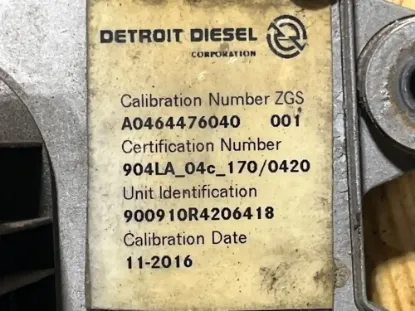 DETROIT DIESEL
CORPORATION
Calibration Number ZGS
A0464476040 001
Certification Number
904LA_04c_170/0420
Unit Identification
900910R4206418
Calibration Date
11-2016